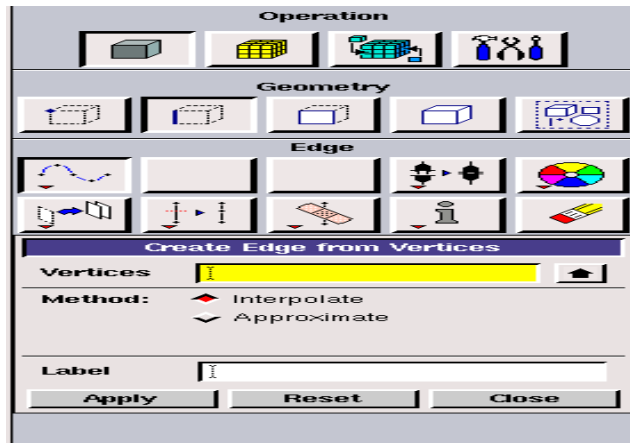 Operation
Geometry
Edge
Create Edge from Vertices
Vertices
Method: Interpolate
Approximate
Label
Apply Reset Close